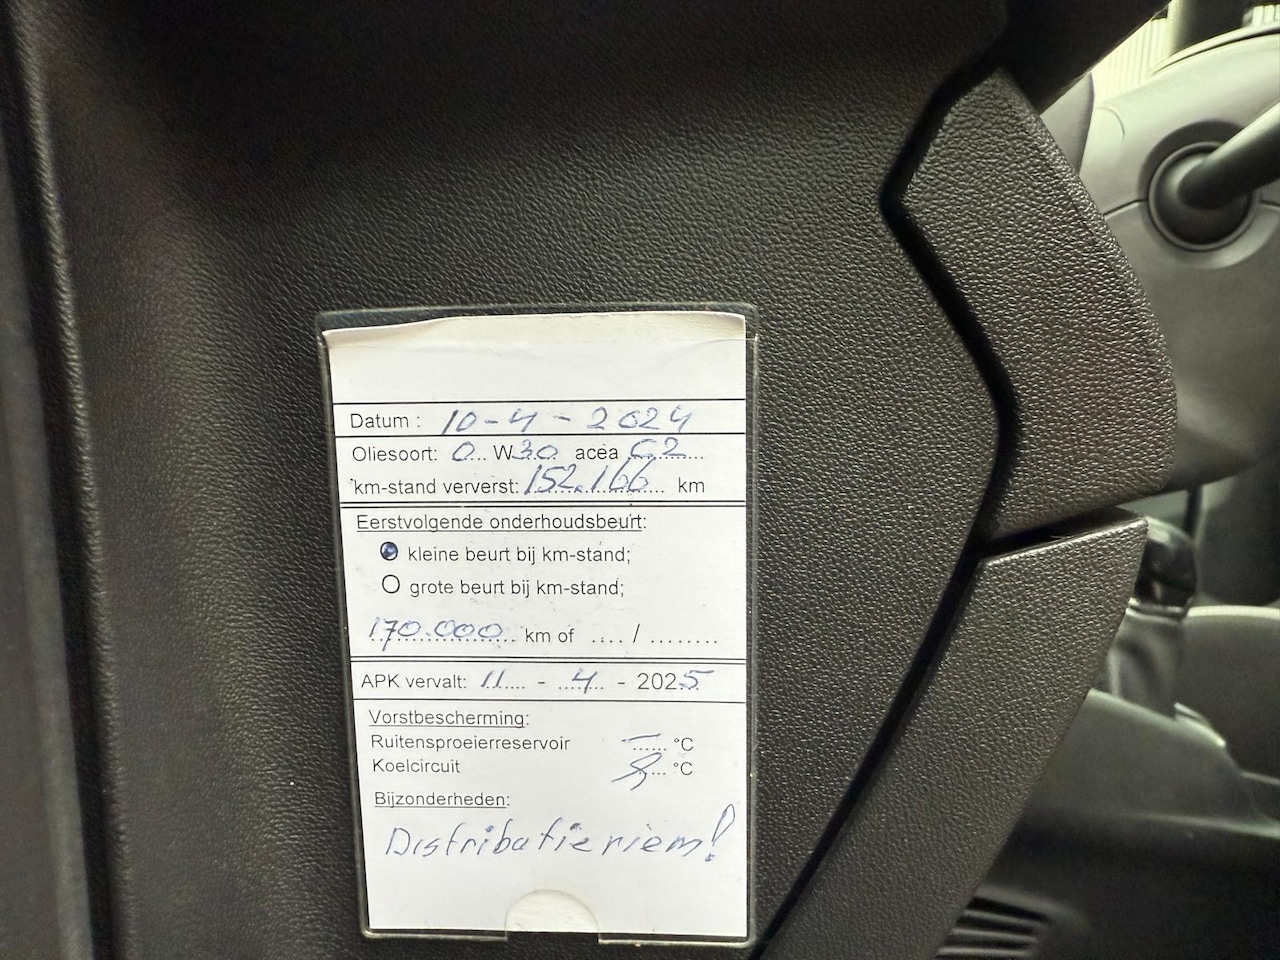 Datum : 10-4-2024
Oliesoort: 0 W30 acea C2
km-stand ververst: 152.166 km
Eerstvolgende onderhoudsbeurt:
kleine beurt bij km-stand;
grote beurt bij km-stand;
170.000 km of .... / ........
APK vervalt: 11 - 4 - 2025
Vorstbescherming:
Ruitensproeierreservoir °C
Koelcircuit °C
Bijzonderheden:
Distributieriem!